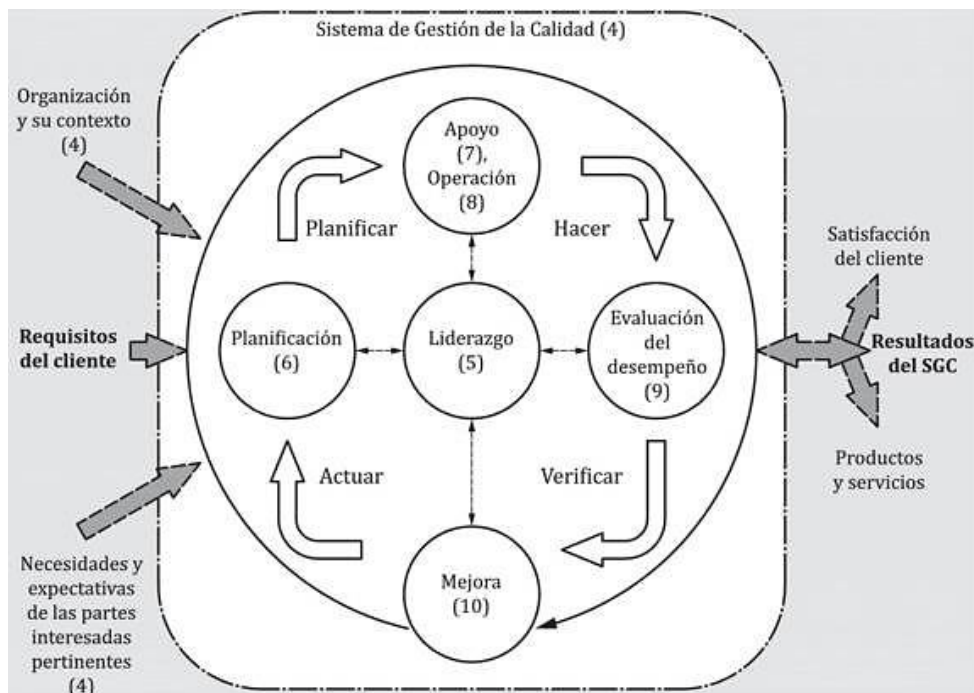 Sistema de Gestión de la Calidad (4)
Organización
y su contexto
(4)
Apoyo
(7),
Operación
(8)
Planificar
Hacer
Satisfacción
del cliente
Requisitos
del cliente
Planificación
(6)
Liderazgo
(5)
Evaluación
del
desempeño
(9)
Resultados
del SGC
Actuar
Verificar
Productos
y servicios
Necesidades y
expectativas
de las partes
interesadas
pertinentes
(4)
Mejora
(10)